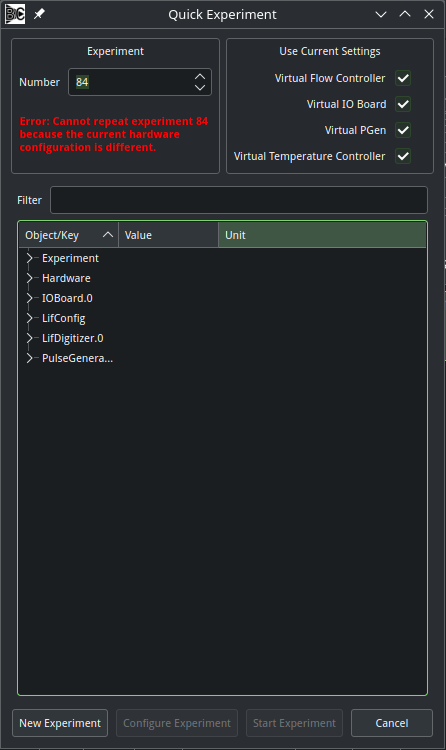 BC
Quick Experiment
Experiment
Number
84
Error: Cannot repeat experiment 84
because the current hardware
configuration is different.
Use Current Settings
Virtual Flow Controller
Virtual IO Board
Virtual PGen
Virtual Temperature Controller
Filter
Object/Key
Value
Unit
Experiment
Hardware
IOBoard.0
LifConfig
LifDigitizer.0
PulseGenera...
New Experiment
Configure Experiment
Start Experiment
Cancel